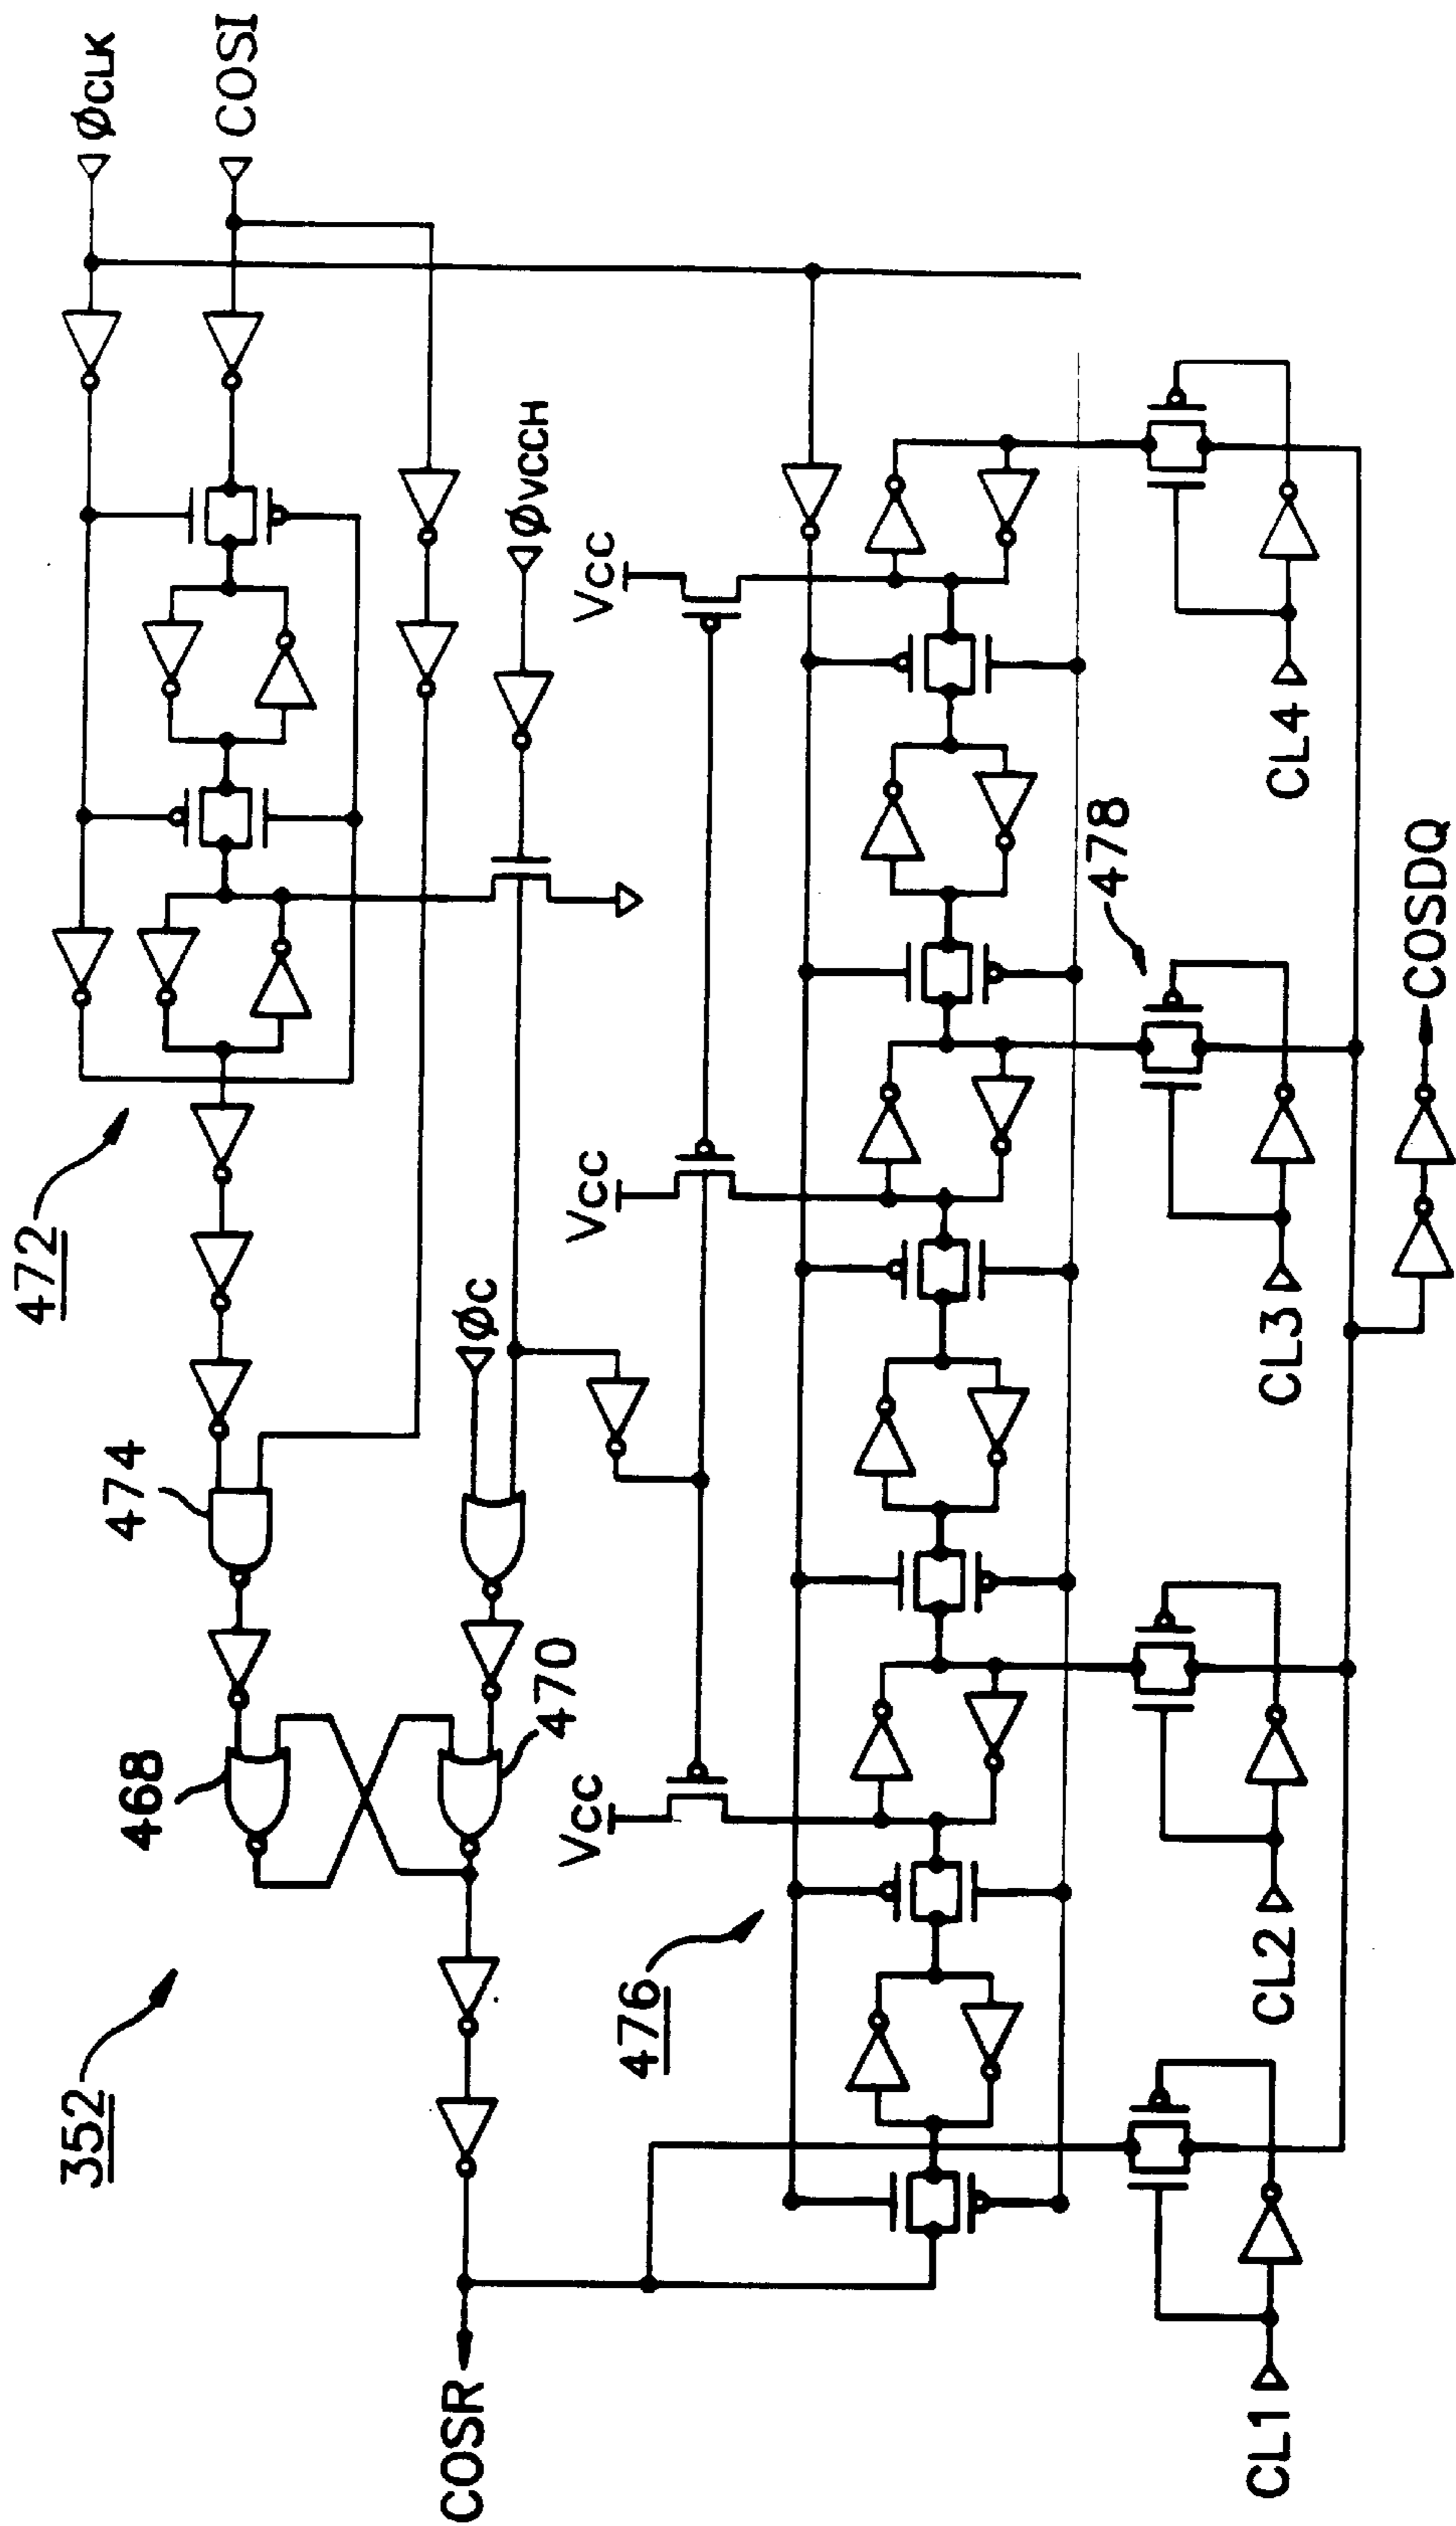 øCLK
COSI
472
øVCCH
474
øC
VCC
VCC
VCC
468
470
352
476
478
COSR
CL1
CL2
CL3
CL4
COSDQ